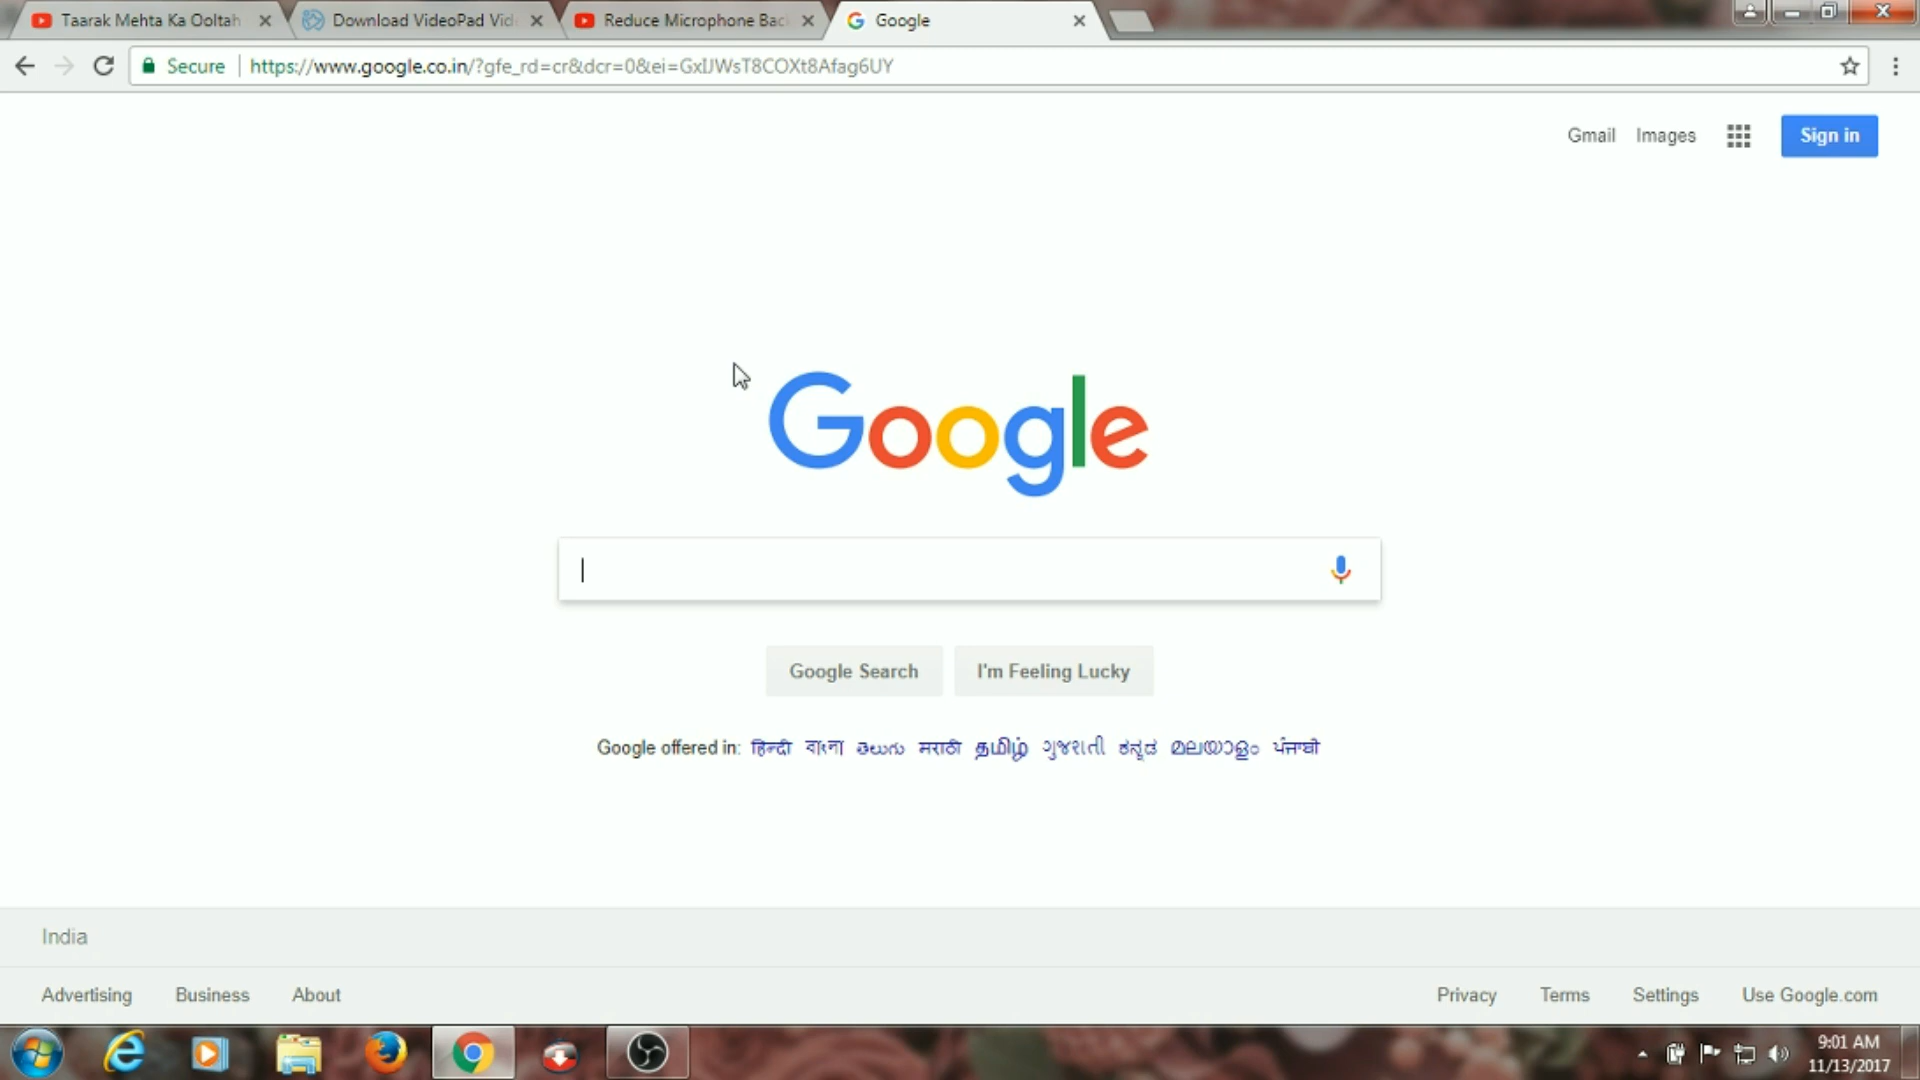 Taarak Mehta Ka Ooltah
Download VideoPad Vid
Reduce Microphone Bac
Google
Secure
https://www.google.co.in/?gfe_rd=cr&dcr=0&ei=GxIJWsT8COXt8Afag6UY
Gmail Images Sign in
Google
Google Search I'm Feeling Lucky
Google offered in: हिन्दी বাংলা తెలుగు मराठी தமிழ் ગુજરાતી ಕನ್ನಡ മലയാളം ਪੰਜਾਬੀ
India
Advertising Business About Privacy Terms Settings Use Google.com
9:01 AM
11/13/2017